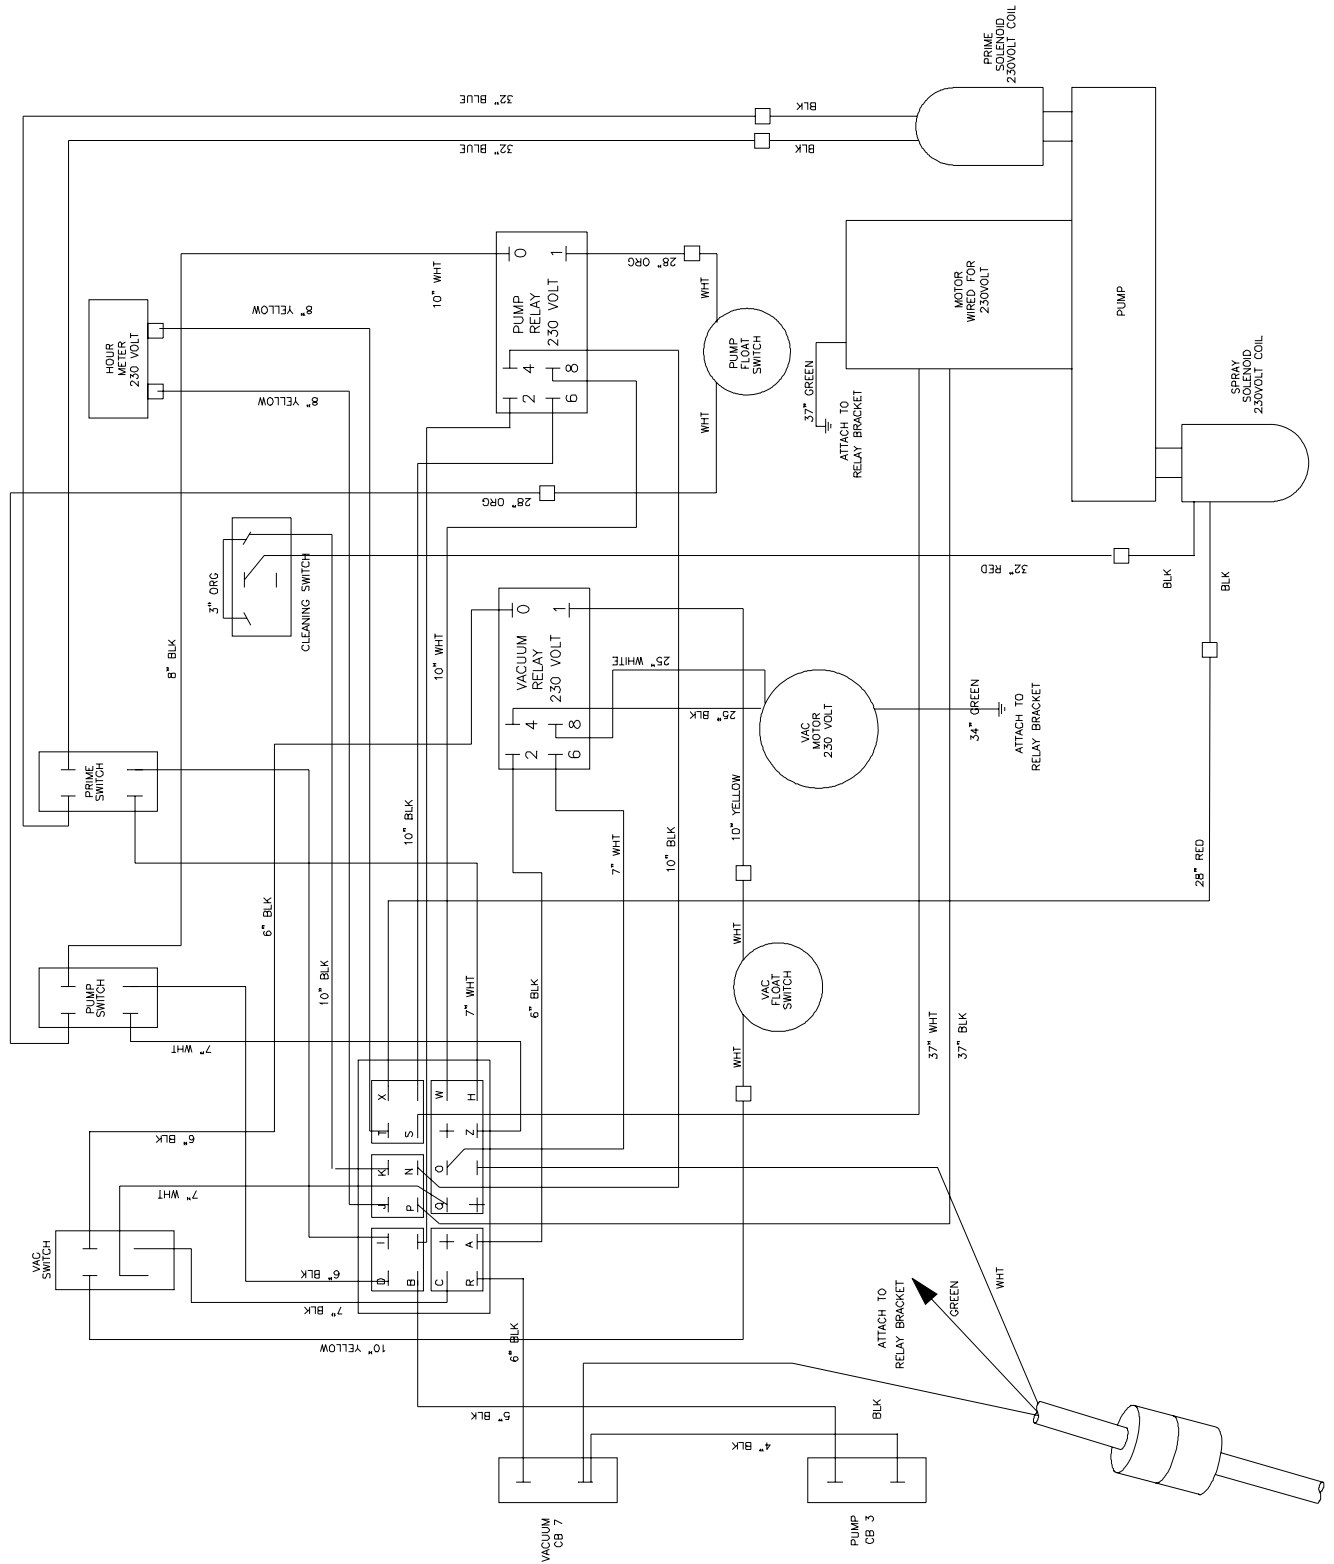 PRIME
SOLENOID
230VOLT COIL
32" BLUE
BLK
32" BLUE
BLK
HOUR
METER
230 VOLT
8" YELLOW
8" YELLOW
10" WHT
0
1
PUMP
RELAY
230 VOLT
4
8
2
6
28" ORG
WHT
PUMP
FLOAT
SWITCH
WHT
28" ORG
MOTOR
WIRED FOR
230VOLT
PUMP
37" GREEN
ATTACH TO
RELAY BRACKET
SPRAY
SOLENOID
230VOLT COIL
3" ORG
CLEANING SWITCH
32" RED
BLK
BLK
8" BLK
10" WHT
0
1
VACUUM
RELAY
230 VOLT
4
8
2
6
25" WHITE
25" BLK
VAC
MOTOR
230 VOLT
34" GREEN
ATTACH TO
RELAY BRACKET
PRIME
SWITCH
10" BLK
7" WHT
10" BLK
10" YELLOW
28" RED
6" BLK
WHT
PUMP
SWITCH
10" BLK
7" WHT
6" BLK
VAC
FLOAT
SWITCH
7" WHT
WHT
37" WHT
37" BLK
X
W
H
T
S
Z
K
N
O
J
P
Q
I
A
D
B
C
R
6" BLK
7" WHT
VAC
SWITCH
6" BLK
7" BLK
10" YELLOW
6" BLK
ATTACH TO
RELAY BRACKET
GREEN
WHT
5" BLK
4" BLK
BLK
VACUUM
CB 7
PUMP
CB 3